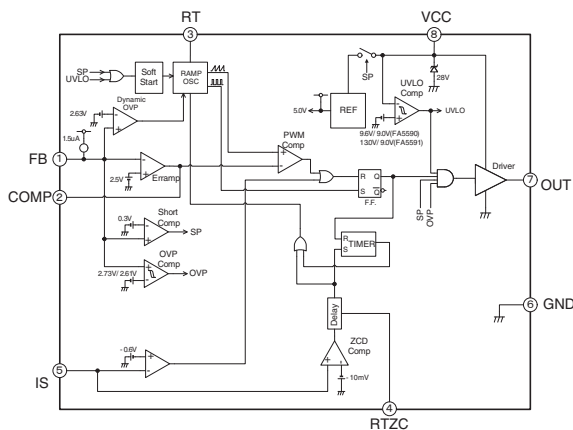 RT
VCC
3
8
SP
UVLO
Soft
Start
RAMP
OSC
SP
28V
UVLO
Comp
UVLO
5.0V
REF
9.6V/ 9.0V(FA5590)
130V/ 9.0V(FA5591)
Dynamic
OVP
2.63V
1.5uA
FB
1
PWM
Comp
2.5V
Erramp
COMP
2
R
Q
S
Q
F.F.
Driver
7
OUT
SP
OVP
0.3V
Short
Comp
SP
R
S
TIMER
OVP
Comp
OVP
2.73V/ 2.61V
6
GND
Delay
ZCD
Comp
-0.6V
IS
5
-10mV
4
RTZC